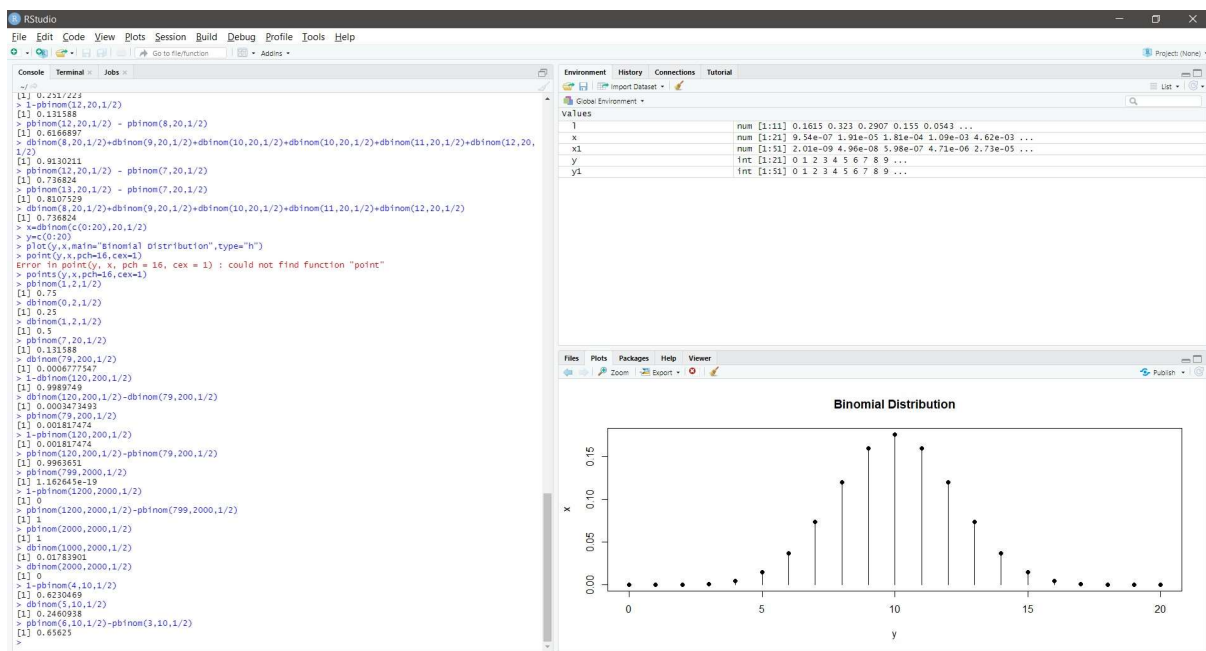 RStudio
File Edit Code View Plots Session Build Debug Profile Tools Help
Go to file/function Addins Project: (None)
Console Terminal Jobs
~/
[1] 0.2517223
> 1-pbinom(12,20,1/2)
[1] 0.131588
> pbinom(12,20,1/2) - pbinom(8,20,1/2)
[1] 0.6166897
> dbinom(8,20,1/2)+dbinom(9,20,1/2)+dbinom(10,20,1/2)+dbinom(10,20,1/2)+dbinom(11,20,1/2)+dbinom(12,20,
1/2)
[1] 0.9130211
> pbinom(12,20,1/2) - pbinom(7,20,1/2)
[1] 0.736824
> pbinom(13,20,1/2) - pbinom(7,20,1/2)
[1] 0.8107529
> dbinom(8,20,1/2)+dbinom(9,20,1/2)+dbinom(10,20,1/2)+dbinom(11,20,1/2)+dbinom(12,20,1/2)
[1] 0.736824
> x=dbinom(c(0:20),20,1/2)
> y=c(0:20)
> plot(y,x,main="Binomial Distribution",type="h")
> point(y,x,pch=16,cex=1)
Error in point(y, x, pch = 16, cex = 1) : could not find function "point"
> points(y,x,pch=16,cex=1)
> pbinom(1,2,1/2)
[1] 0.75
> dbinom(0,2,1/2)
[1] 0.25
> dbinom(1,2,1/2)
[1] 0.5
> pbinom(7,20,1/2)
[1] 0.131588
> dbinom(79,200,1/2)
[1] 0.0006777547
> 1-dbinom(120,200,1/2)
[1] 0.9989749
> dbinom(120,200,1/2)-dbinom(79,200,1/2)
[1] 0.0003473493
> pbinom(79,200,1/2)
[1] 0.001817474
> 1-pbinom(120,200,1/2)
[1] 0.001817474
> pbinom(120,200,1/2)-pbinom(79,200,1/2)
[1] 0.9963651
> pbinom(799,2000,1/2)
[1] 1.162645e-19
> 1-pbinom(1200,2000,1/2)
[1] 0
> pbinom(1200,2000,1/2)-pbinom(799,2000,1/2)
[1] 1
> pbinom(2000,2000,1/2)
[1] 1
> dbinom(1000,2000,1/2)
[1] 0.01783901
> dbinom(2000,2000,1/2)
[1] 0
> 1-pbinom(4,10,1/2)
[1] 0.6230469
> dbinom(5,10,1/2)
[1] 0.2460938
> pbinom(6,10,1/2)-pbinom(3,10,1/2)
[1] 0.65625
>
Environment History Connections Tutorial
Import Dataset List
Global Environment
Values
l num [1:11] 0.1615 0.323 0.2907 0.155 0.0543 ...
x num [1:21] 9.54e-07 1.91e-05 1.81e-04 1.09e-03 4.62e-03 ...
x1 num [1:51] 2.01e-09 4.96e-08 5.98e-07 4.71e-06 2.73e-05 ...
y int [1:21] 0 1 2 3 4 5 6 7 8 9 ...
y1 int [1:51] 0 1 2 3 4 5 6 7 8 9 ...
Files Plots Packages Help Viewer
Zoom Export Publish
Binomial Distribution
0.15
0.10
0.05
0.00
x
0 5 10 15 20
y